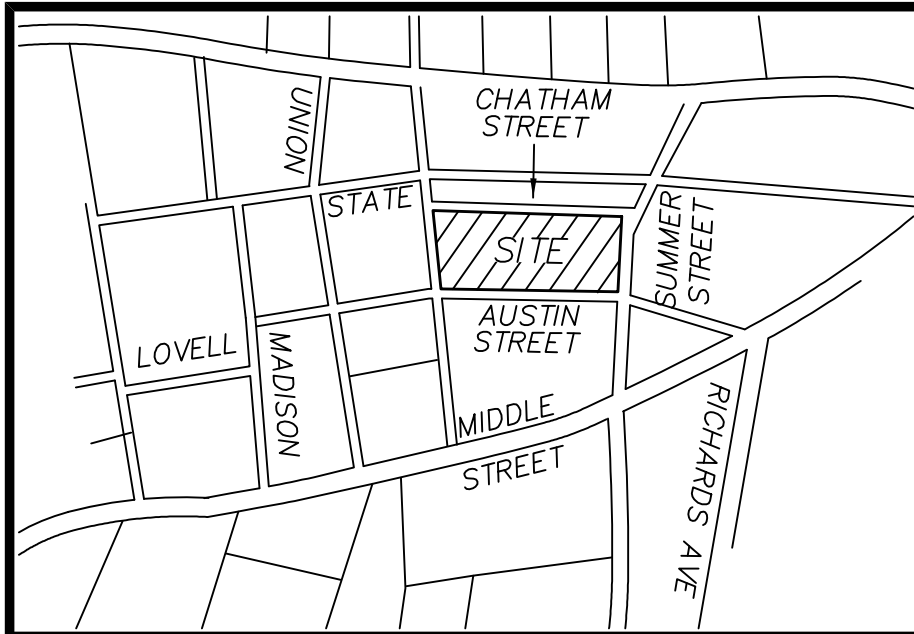 CHATHAM
STREET
UNION
STATE
SITE
SUMMER
STREET
AUSTIN
STREET
LOVELL
MADISON
MIDDLE
STREET
RICHARDS AVE